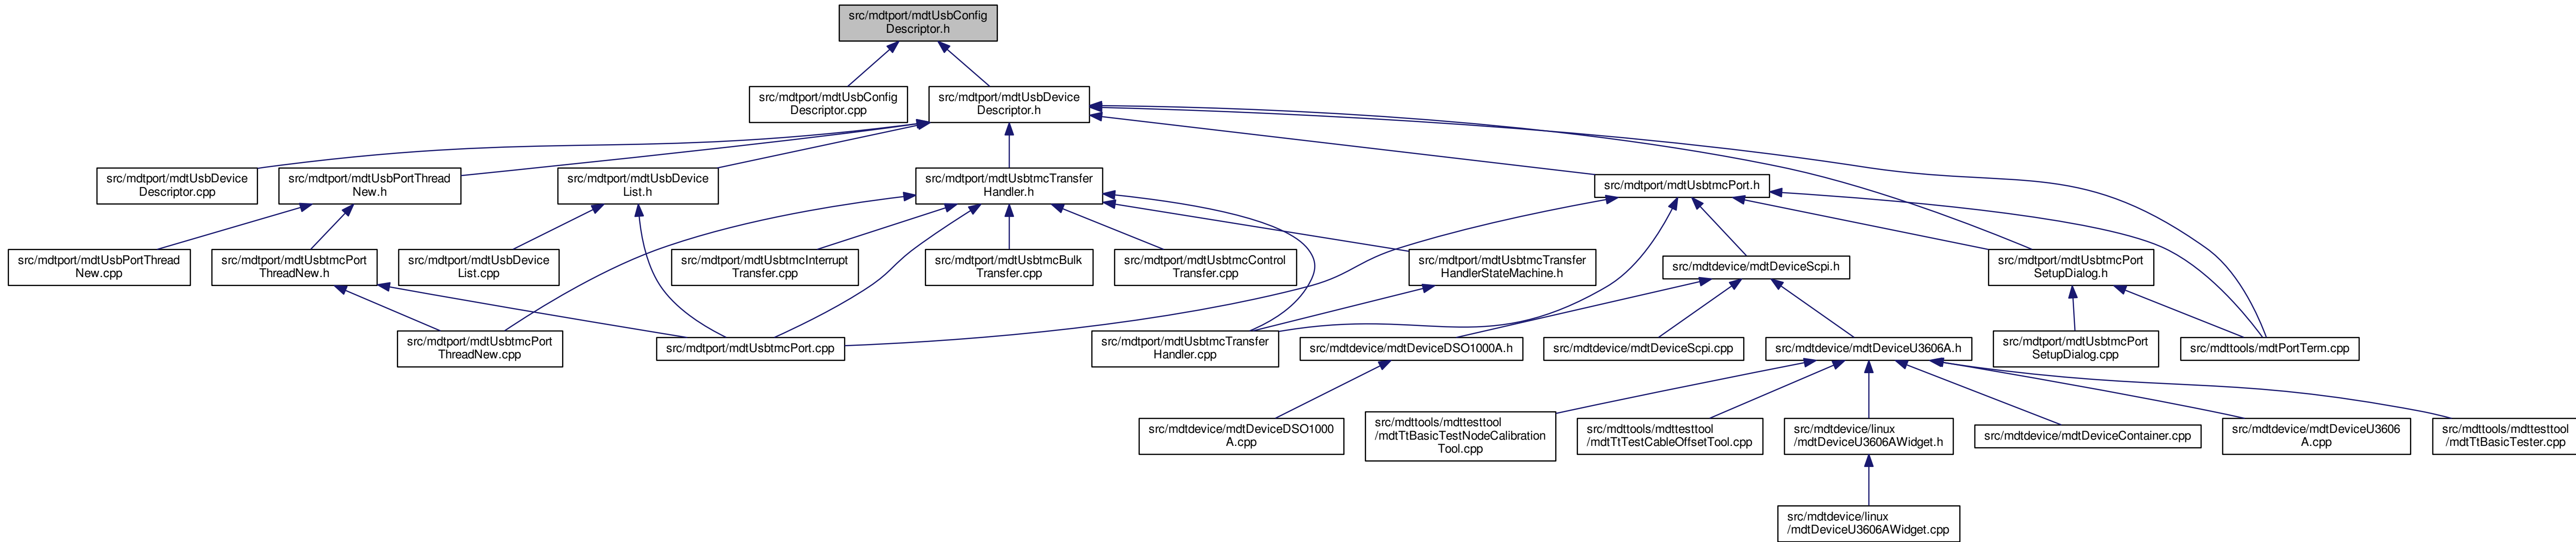 src/mdtport/mdtUsbConfig
Descriptor.h
src/mdtport/mdtUsbConfig
Descriptor.cpp
src/mdtport/mdtUsbDevice
Descriptor.h
src/mdtport/mdtUsbDevice
Descriptor.cpp
src/mdtport/mdtUsbPortThread
New.h
src/mdtport/mdtUsbDevice
List.h
src/mdtport/mdtUsbtmcTransfer
Handler.h
src/mdtport/mdtUsbtmcPort.h
src/mdtport/mdtUsbPortThread
New.cpp
src/mdtport/mdtUsbtmcPort
ThreadNew.h
src/mdtport/mdtUsbDevice
List.cpp
src/mdtport/mdtUsbtmcInterrupt
Transfer.cpp
src/mdtport/mdtUsbtmcBulk
Transfer.cpp
src/mdtport/mdtUsbtmcControl
Transfer.cpp
src/mdtport/mdtUsbtmcTransfer
HandlerStateMachine.h
src/mdtdevice/mdtDeviceScpi.h
src/mdtport/mdtUsbtmcPort
SetupDialog.h
src/mdtport/mdtUsbtmcPort
ThreadNew.cpp
src/mdtport/mdtUsbtmcPort.cpp
src/mdtport/mdtUsbtmcTransfer
Handler.cpp
src/mdtdevice/mdtDeviceDSO1000A.h
src/mdtdevice/mdtDeviceScpi.cpp
src/mdtdevice/mdtDeviceU3606A.h
src/mdtport/mdtUsbtmcPort
SetupDialog.cpp
src/mdttools/mdtPortTerm.cpp
src/mdtdevice/mdtDeviceDSO1000
A.cpp
src/mdttools/mdttesttool
/mdtTtBasicTestNodeCalibration
Tool.cpp
src/mdttools/mdttesttool
/mdtTtTestCableOffsetTool.cpp
src/mdtdevice/linux
/mdtDeviceU3606AWidget.h
src/mdtdevice/mdtDeviceContainer.cpp
src/mdtdevice/mdtDeviceU3606
A.cpp
src/mdttools/mdttesttool
/mdtTtBasicTester.cpp
src/mdtdevice/linux
/mdtDeviceU3606AWidget.cpp